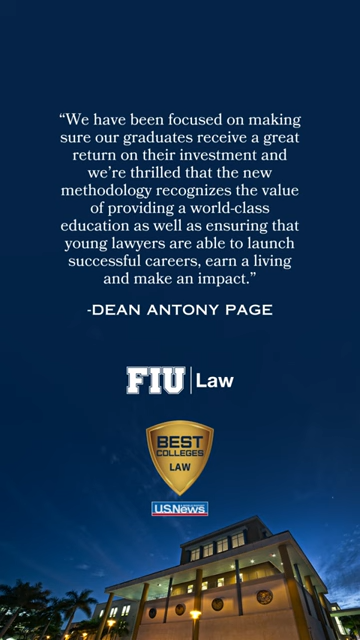 “We have been focused on making
sure our graduates receive a great
return on their investment and
we’re thrilled that the new
methodology recognizes the value
of providing a world-class
education as well as ensuring that
young lawyers are able to launch
successful careers, earn a living
and make an impact.”
-DEAN ANTONY PAGE
FIU | Law
BEST
COLLEGES
LAW
U.S.News